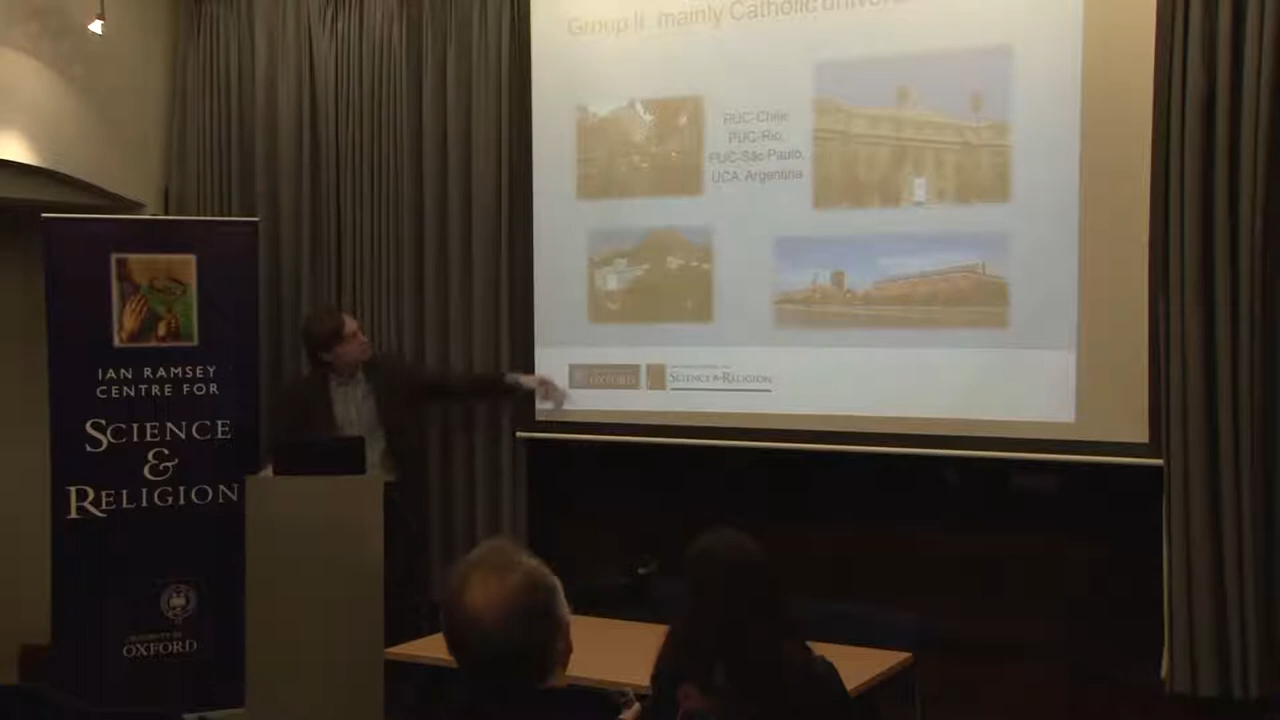 Group II. mainly Catholic
PUC-Chile
PUC-Rio,
PUC-São Paulo,
UCA, Argentina
OXFORD
SCIENCE & RELIGION
IAN RAMSEY
CENTRE FOR
SCIENCE
&
RELIGION
UNIVERSITY OF
OXFORD